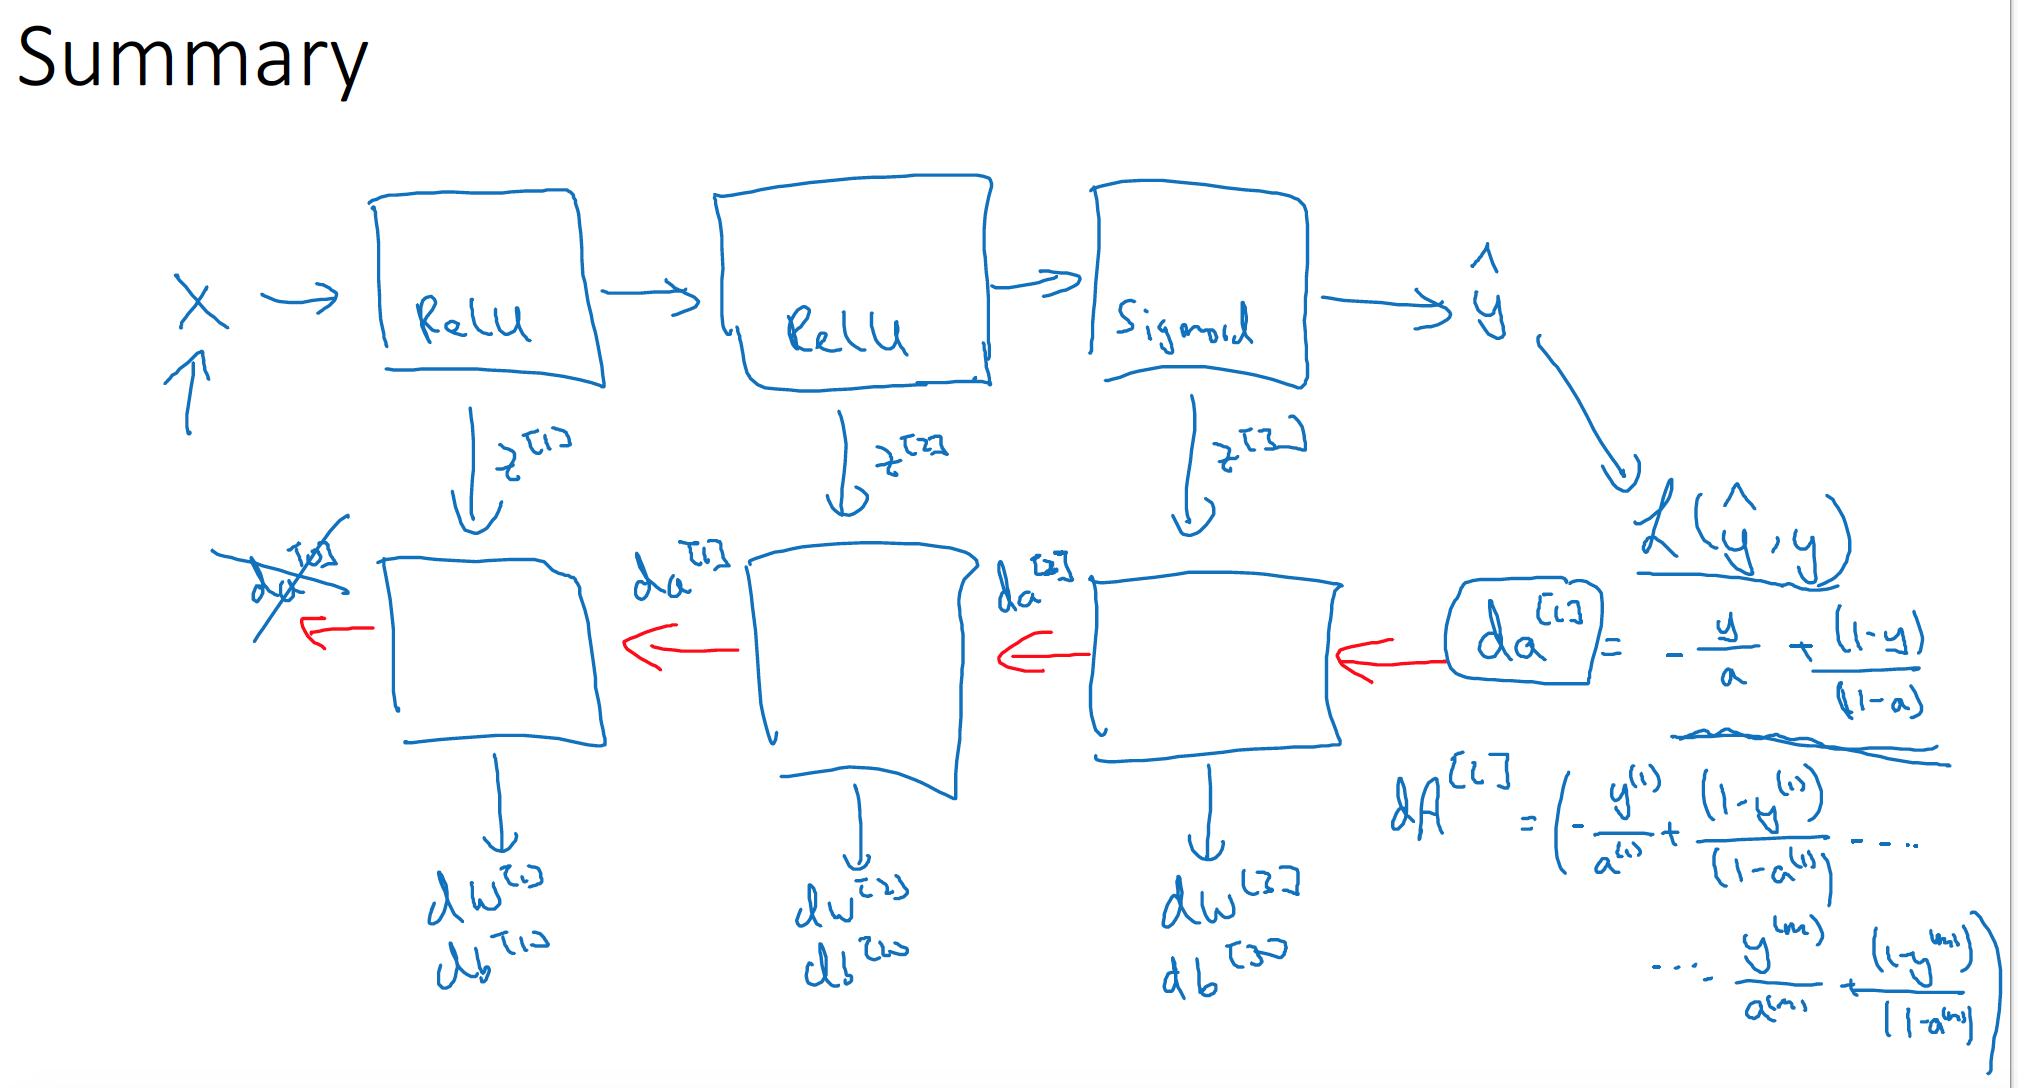 Summary
X → ReLU → ReLU → Sigmoid → ŷ
z^[1] z^[2] z^[3]
L(ŷ, y)
da^[0] da^[1] da^[2] da^[l] = - y/a + (1-y)/(1-a)
dA^[l] = ( - y^(1)/a^(1) + (1-y^(1))/(1-a^(1)) ....
.... y^(m)/a^(m) + (1-y^(m))/(1-a^(m)) )
dw^[1] dw^[2] dw^[3]
db^[1] db^[2] db^[3]